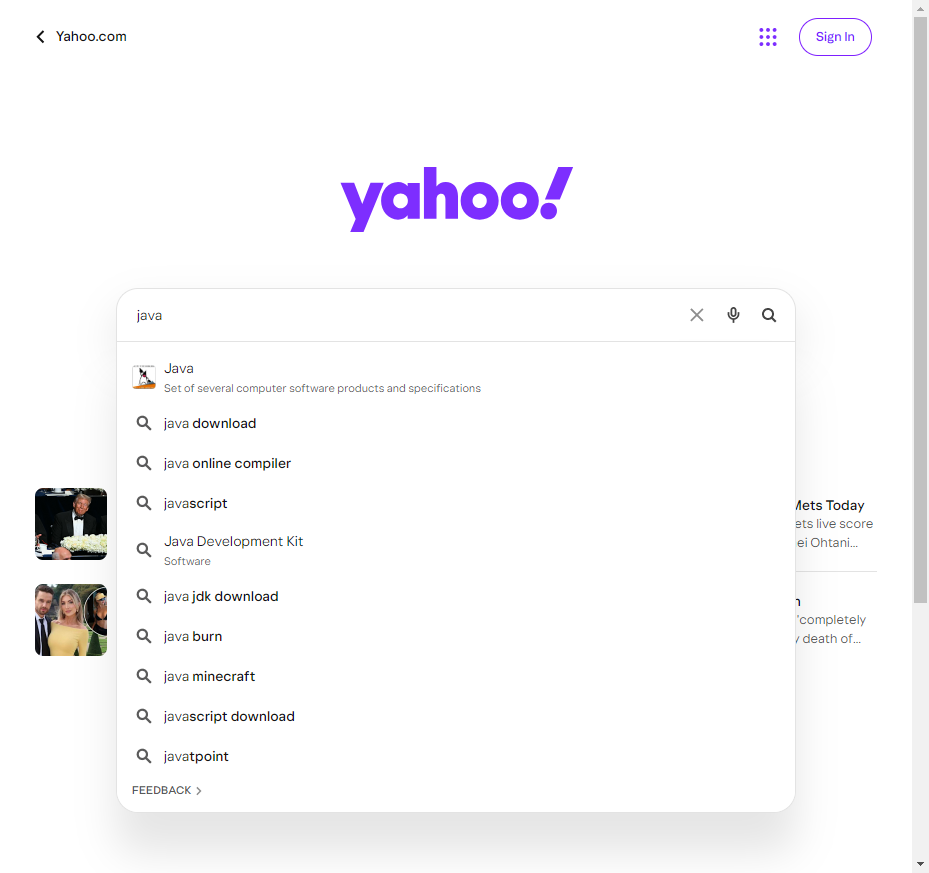 Yahoo.com
Sign In
yahoo!
java
Java
Set of several computer software products and specifications
java download
java online compiler
javascript
Mets Today
ets live score
ei Ohtani...
Java Development Kit
Software
java jdk download
n
'completely
y death of...
java burn
java minecraft
javascript download
javatpoint
FEEDBACK